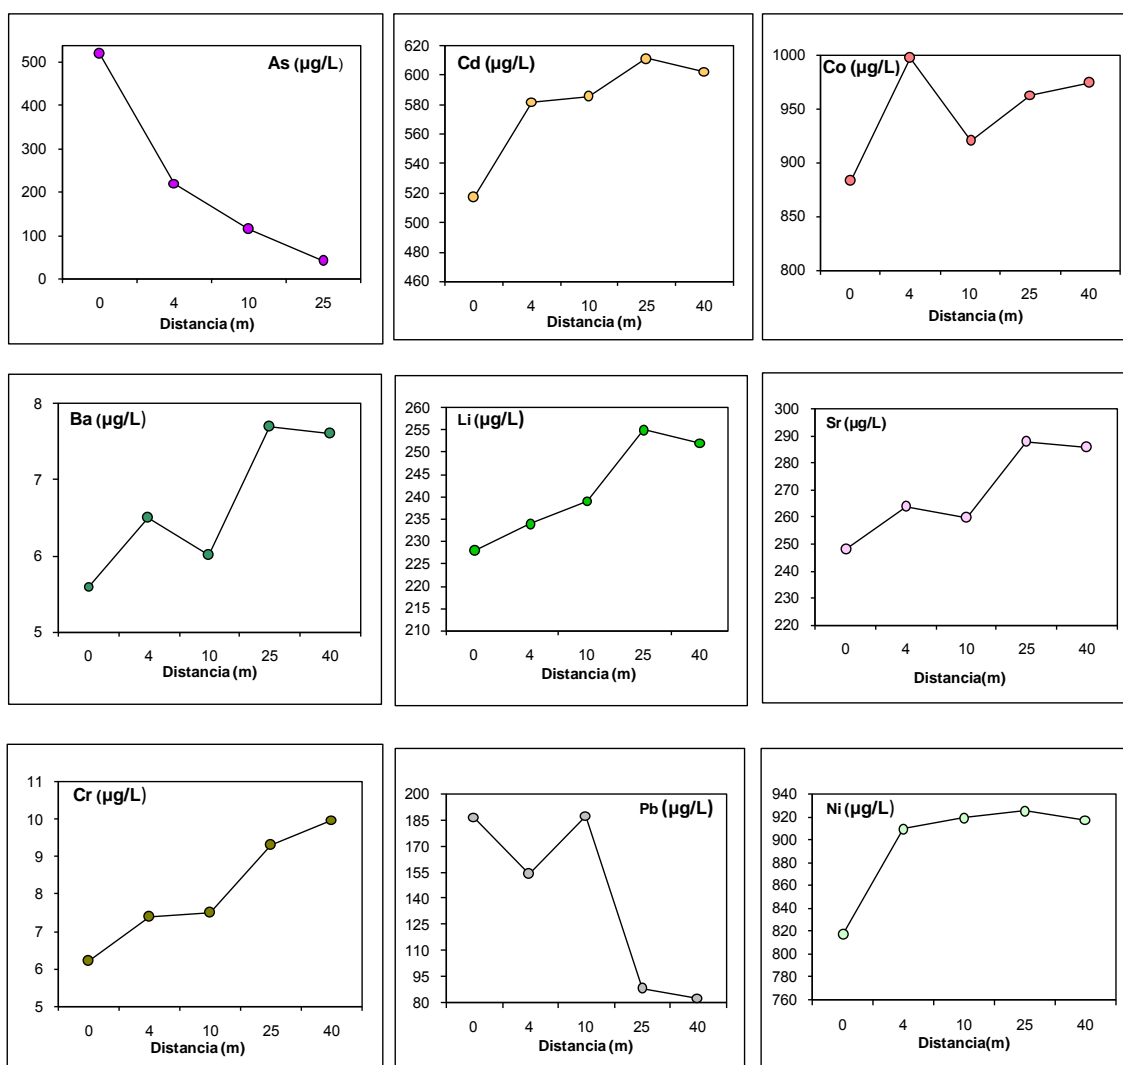 As (µg/L)
500
400
300
200
100
0
0 4 10 25
Distancia (m)
Cd (µg/L)
620
600
580
560
540
520
500
480
460
0 4 10 25 40
Distancia (m)
Co (µg/L)
1000
950
900
850
800
0 4 10 25 40
Distancia (m)
Ba (µg/L)
8
7
6
5
0 4 10 25 40
Distancia (m)
Li (µg/L)
260
255
250
245
240
235
230
225
220
215
210
0 4 10 25 40
Distancia (m)
Sr (µg/L)
300
290
280
270
260
250
240
230
220
0 4 10 25 40
Distancia(m)
Cr (µg/L)
11
10
9
8
7
6
5
0 4 10 25 40
Distancia (m)
Pb (µg/L)
200
185
170
155
140
125
110
95
80
0 4 10 25 40
Distancia (m)
Ni (µg/L)
940
920
900
880
860
840
820
800
780
760
0 4 10 25 40
Distancia(m)